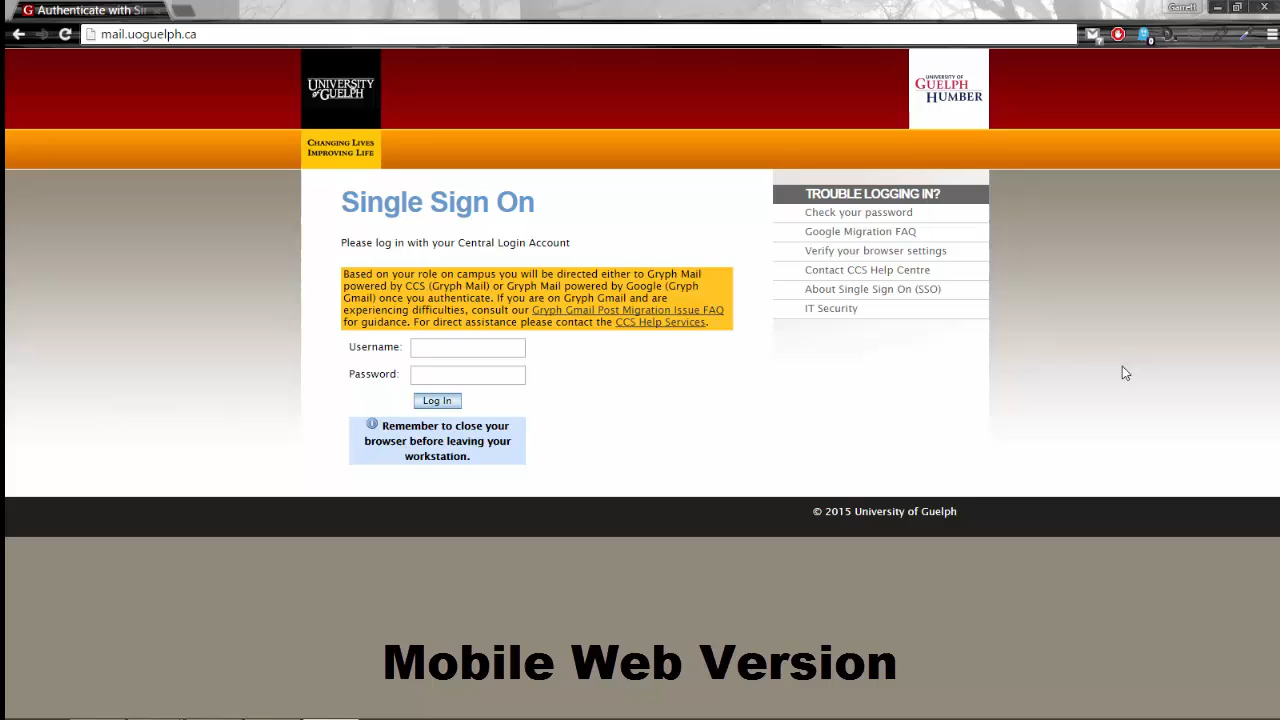 Authenticate with Sin
Garrett
mail.uoguelph.ca
UNIVERSITY
of GUELPH
UNIVERSITY OF
GUELPH
HUMBER
CHANGING LIVES
IMPROVING LIFE
Single Sign On
Please log in with your Central Login Account
Based on your role on campus you will be directed either to Gryph Mail
powered by CCS (Gryph Mail) or Gryph Mail powered by Google (Gryph
Gmail) once you authenticate. If you are on Gryph Gmail and are
experiencing difficulties, consult our Gryph Gmail Post Migration Issue FAQ
for guidance. For direct assistance please contact the CCS Help Services.
Username:
Password:
Log In
Remember to close your
browser before leaving your
workstation.
TROUBLE LOGGING IN?
Check your password
Google Migration FAQ
Verify your browser settings
Contact CCS Help Centre
About Single Sign On (SSO)
IT Security
© 2015 University of Guelph
Mobile Web Version